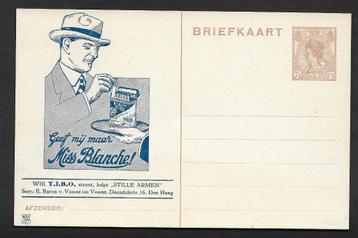 BRIEFKAART
Geef mij maar
Miss Blanche!
WIE T.I.B.O. steunt, helpt „STILLE ARMEN”
Secr.: E. Baron v. Voorst tot Voorst. Daendelsstr. 16. Den Haag
AFZENDER: